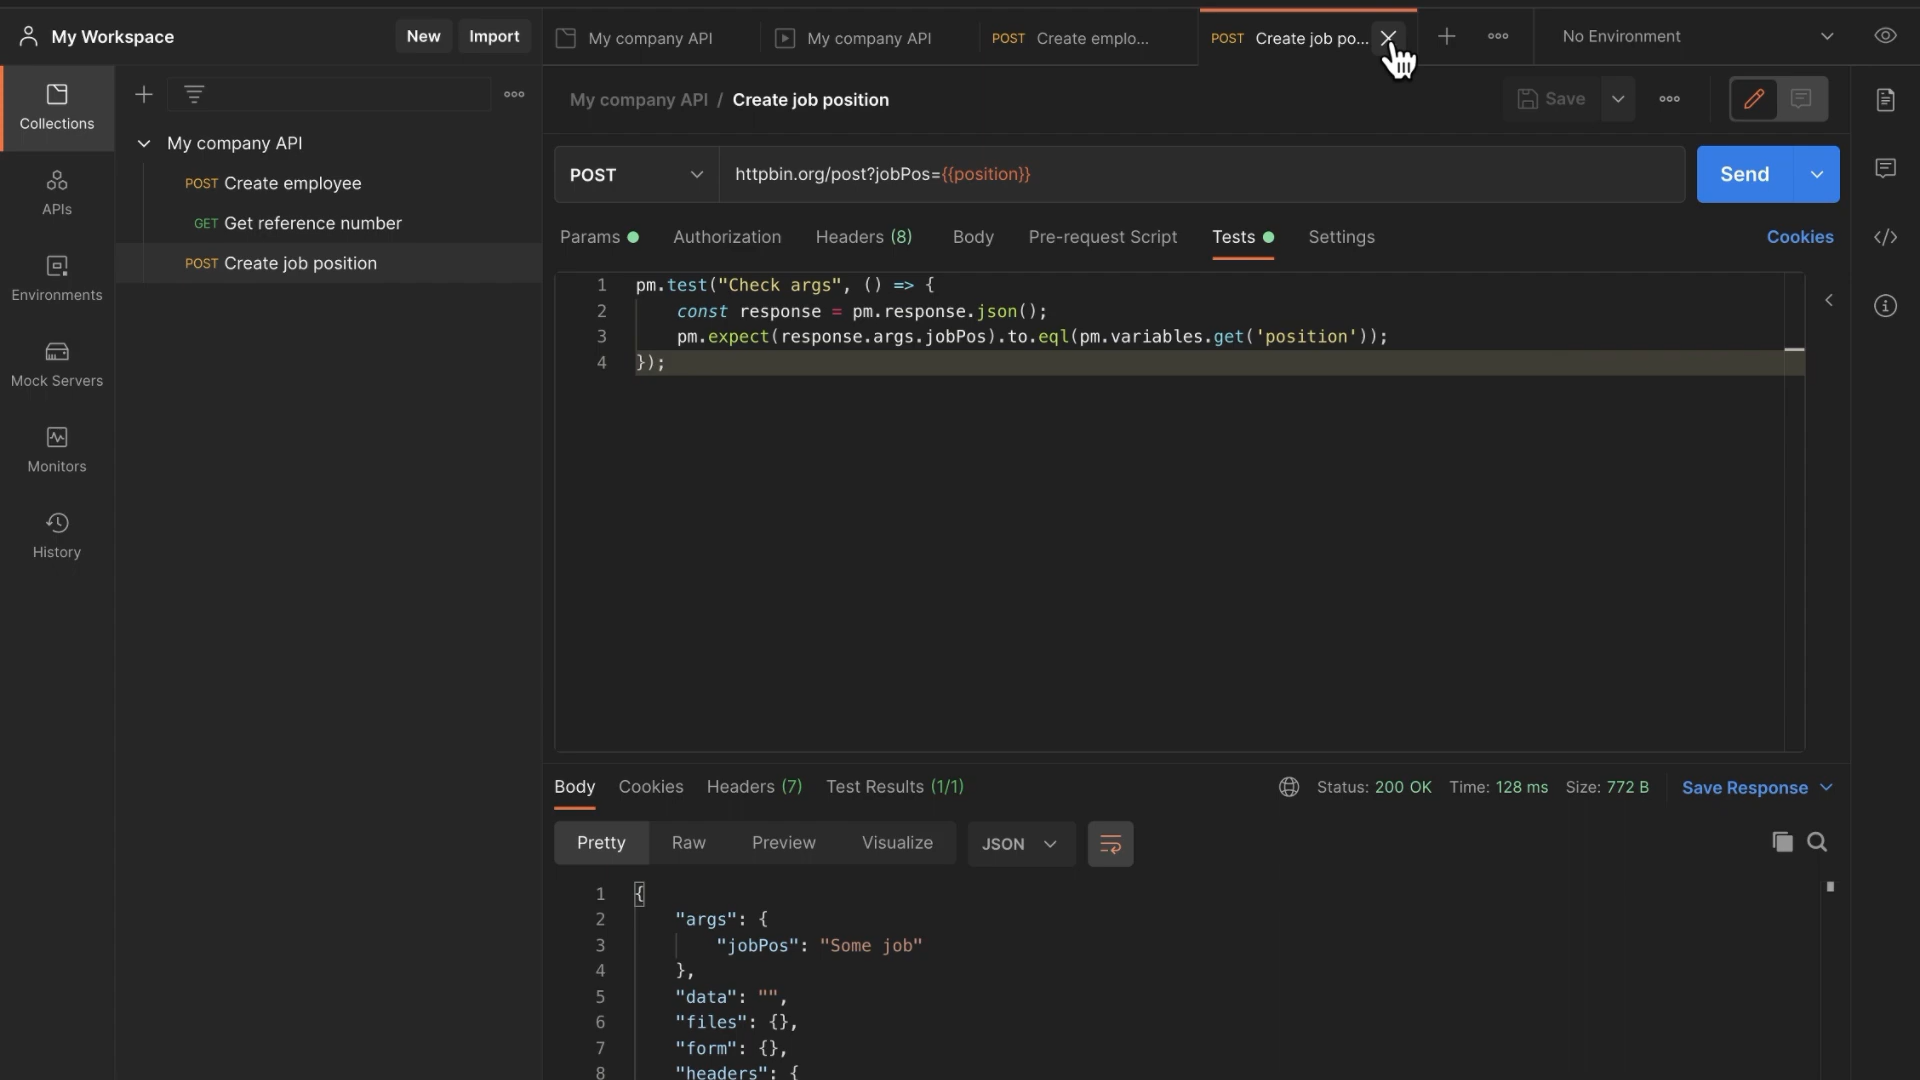 My Workspace
New
Import
My company API
My company API
POST Create emplo...
POST Create job po...
No Environment
Collections
APIs
Environments
Mock Servers
Monitors
History
My company API
POST Create employee
GET Get reference number
POST Create job position
My company API / Create job position
Save
POST
httpbin.org/post?jobPos={{position}}
Send
Params
Authorization
Headers (8)
Body
Pre-request Script
Tests
Settings
Cookies
1 pm.test("Check args", () => {
2 const response = pm.response.json();
3 pm.expect(response.args.jobPos).to.eql(pm.variables.get('position'));
4 });
Body
Cookies
Headers (7)
Test Results (1/1)
Status: 200 OK
Time: 128 ms
Size: 772 B
Save Response
Pretty
Raw
Preview
Visualize
JSON
1 {
2 "args": {
3 "jobPos": "Some job"
4 },
5 "data": "",
6 "files": {},
7 "form": {},
8 "headers": {